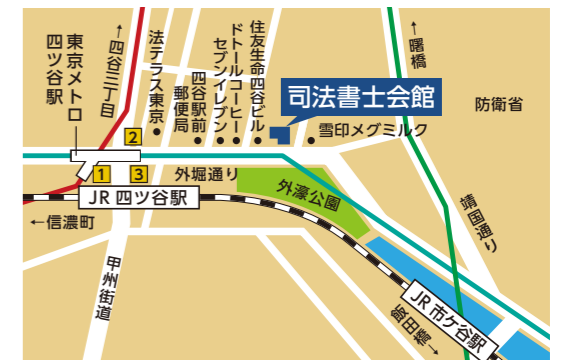 東京メトロ
四ツ谷駅
←四谷三丁目
法テラス東京
郵便局
四谷駅前
セブンイレブン
ドトールコーヒー
住友生命四谷ビル
司法書士会館
雪印メグミルク
←曙橋
防衛省
2
1
3
外堀通り
JR 四ツ谷駅
外濠公園
←信濃町
甲州街道
靖国通り
JR 市ケ谷駅
飯田橋→